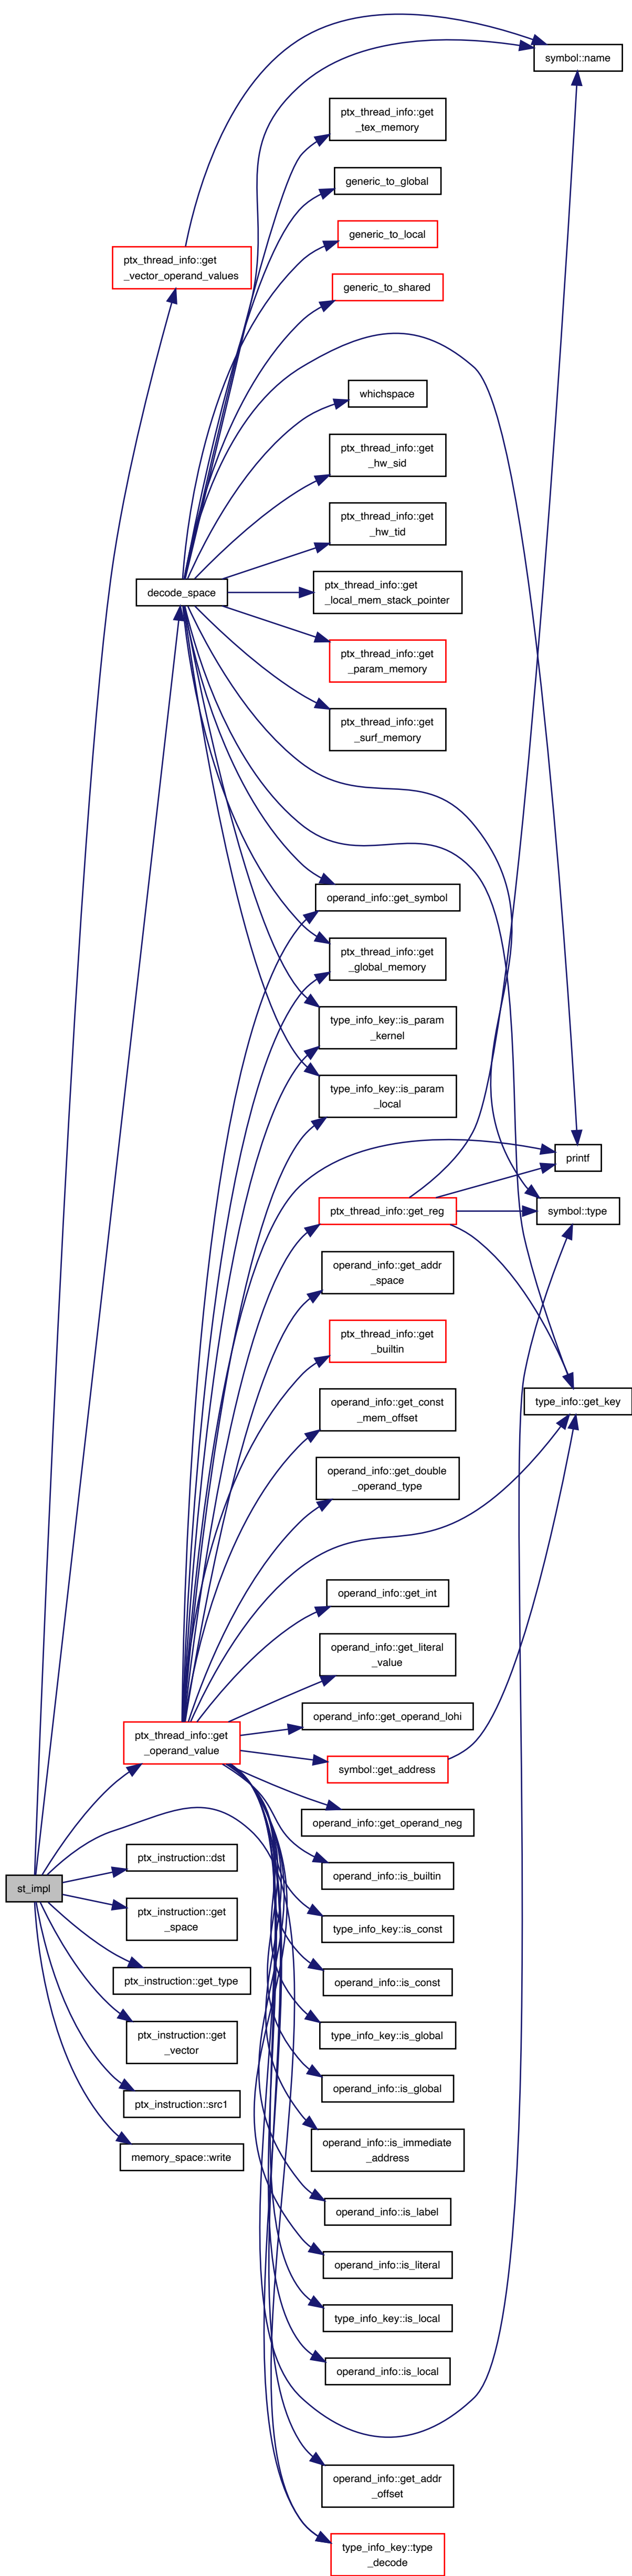 symbol::name
ptx_thread_info::get
_tex_memory
generic_to_global
generic_to_local
ptx_thread_info::get
_vector_operand_values
generic_to_shared
whichspace
ptx_thread_info::get
_hw_sid
ptx_thread_info::get
_hw_tid
decode_space
ptx_thread_info::get
_local_mem_stack_pointer
ptx_thread_info::get
_param_memory
ptx_thread_info::get
_surf_memory
operand_info::get_symbol
ptx_thread_info::get
_global_memory
type_info_key::is_param
_kernel
type_info_key::is_param
_local
printf
ptx_thread_info::get_reg
symbol::type
operand_info::get_addr
_space
ptx_thread_info::get
_builtin
type_info::get_key
operand_info::get_const
_mem_offset
operand_info::get_double
_operand_type
operand_info::get_int
operand_info::get_literal
_value
operand_info::get_operand_lohi
ptx_thread_info::get
_operand_value
symbol::get_address
operand_info::get_operand_neg
ptx_instruction::dst
operand_info::is_builtin
st_impl
ptx_instruction::get
_space
type_info_key::is_const
ptx_instruction::get_type
operand_info::is_const
ptx_instruction::get
_vector
type_info_key::is_global
operand_info::is_global
ptx_instruction::src1
operand_info::is_immediate
_address
memory_space::write
operand_info::is_label
operand_info::is_literal
type_info_key::is_local
operand_info::is_local
operand_info::get_addr
_offset
type_info_key::type
_decode